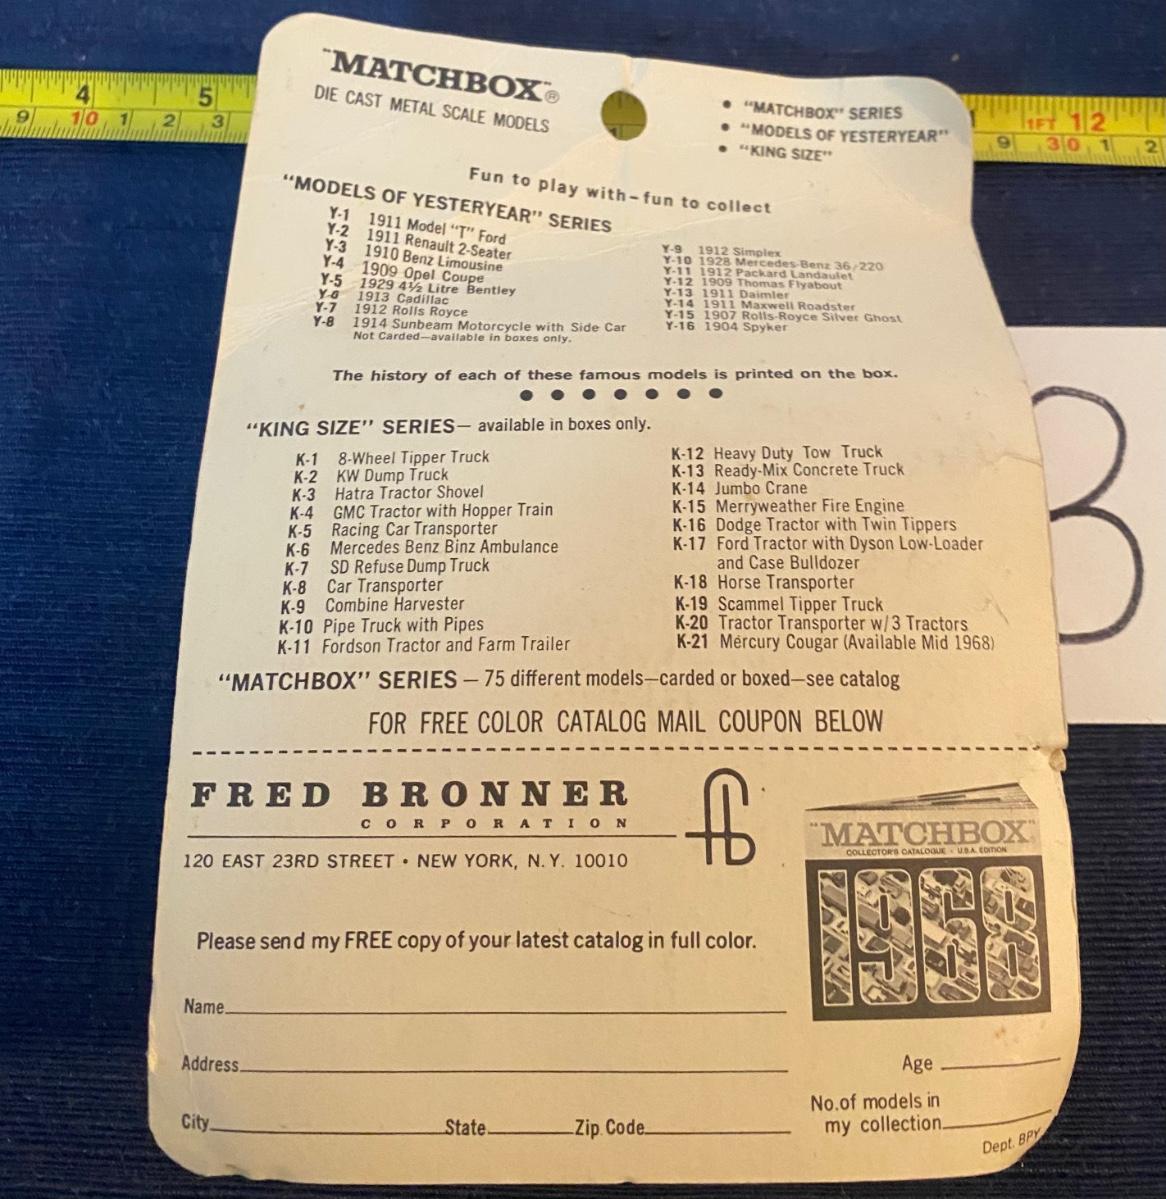 4 5
9 10 1 2 3
1FT 12
9 30 1 2
"MATCHBOX"®
DIE CAST METAL SCALE MODELS
• "MATCHBOX" SERIES
• "MODELS OF YESTERYEAR"
• "KING SIZE"
Fun to play with–fun to collect
"MODELS OF YESTERYEAR" SERIES
Y-1 1911 Model "T" Ford
Y-2 1911 Renault 2-Seater
Y-3 1910 Benz Limousine
Y-4 1909 Opel Coupe
Y-5 1929 4½ Litre Bentley
Y-6 1913 Cadillac
Y-7 1912 Rolls Royce
Y-8 1914 Sunbeam Motorcycle with Side Car
Not Carded—available in boxes only.
Y-9 1912 Simplex
Y-10 1928 Mercedes-Benz 36/220
Y-11 1912 Packard Landaulet
Y-12 1909 Thomas Flyabout
Y-13 1911 Daimler
Y-14 1911 Maxwell Roadster
Y-15 1907 Rolls-Royce Silver Ghost
Y-16 1904 Spyker
The history of each of these famous models is printed on the box.
• • • • • • •
"KING SIZE" SERIES— available in boxes only.
K-1 8-Wheel Tipper Truck
K-2 KW Dump Truck
K-3 Hatra Tractor Shovel
K-4 GMC Tractor with Hopper Train
K-5 Racing Car Transporter
K-6 Mercedes Benz Binz Ambulance
K-7 SD Refuse Dump Truck
K-8 Car Transporter
K-9 Combine Harvester
K-10 Pipe Truck with Pipes
K-11 Fordson Tractor and Farm Trailer
K-12 Heavy Duty Tow Truck
K-13 Ready-Mix Concrete Truck
K-14 Jumbo Crane
K-15 Merryweather Fire Engine
K-16 Dodge Tractor with Twin Tippers
K-17 Ford Tractor with Dyson Low-Loader
and Case Bulldozer
K-18 Horse Transporter
K-19 Scammel Tipper Truck
K-20 Tractor Transporter w/3 Tractors
K-21 Mercury Cougar (Available Mid 1968)
"MATCHBOX" SERIES — 75 different models—carded or boxed—see catalog
FOR FREE COLOR CATALOG MAIL COUPON BELOW
FRED BRONNER
CORPORATION
120 EAST 23RD STREET • NEW YORK, N.Y. 10010
fb
"MATCHBOX"
COLLECTOR'S CATALOGUE - U.S.A. EDITION
1968
Please send my FREE copy of your latest catalog in full color.
Name
Address
Age
City State Zip Code
No.of models in
my collection
Dept. BPY
3